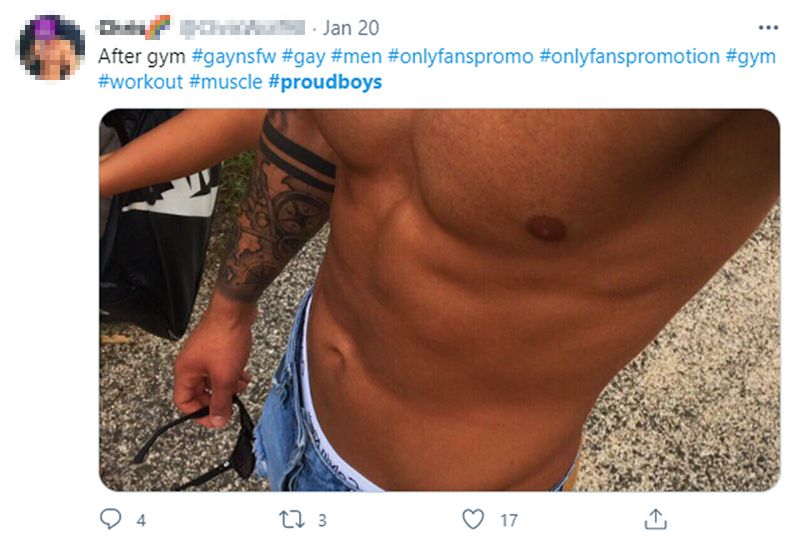 · Jan 20
After gym #gaynsfw #gay #men #onlyfanspromo #onlyfanspromotion #gym
#workout #muscle #proudboys
4 3 17